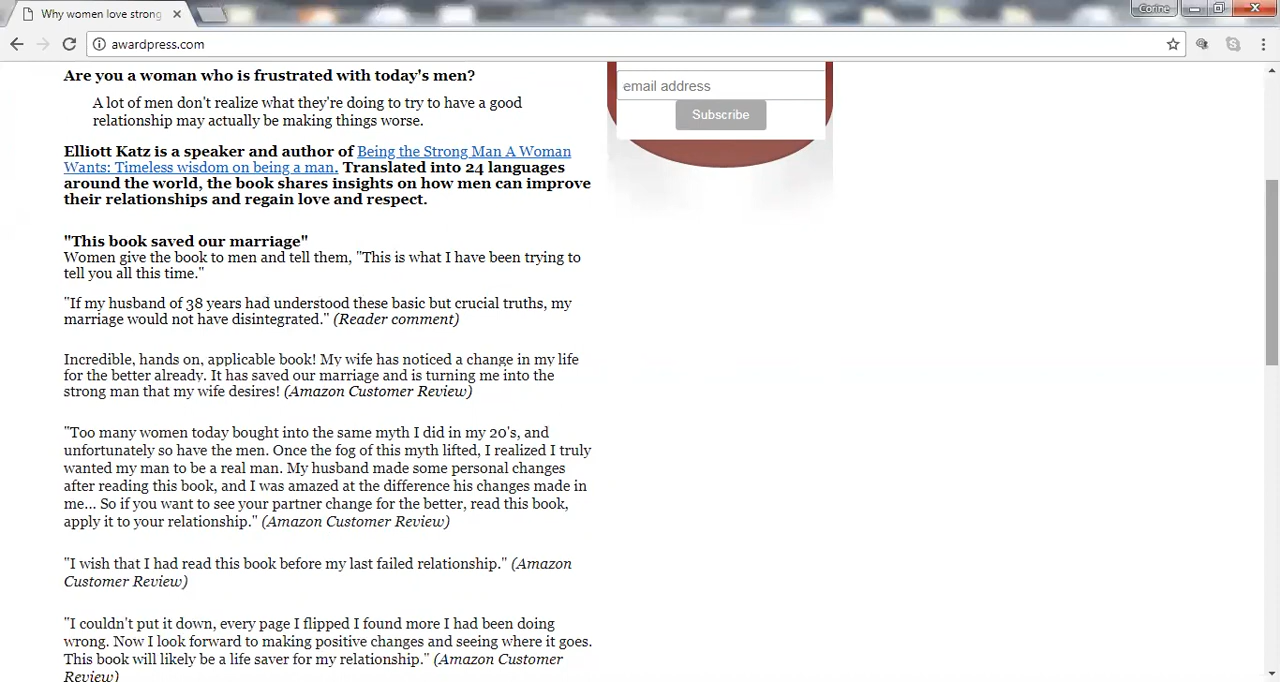 Why women love strong
Corine
awardpress.com
Are you a woman who is frustrated with today's men?
A lot of men don't realize what they're doing to try to have a good
relationship may actually be making things worse.
Elliott Katz is a speaker and author of Being the Strong Man A Woman
Wants: Timeless wisdom on being a man. Translated into 24 languages
around the world, the book shares insights on how men can improve
their relationships and regain love and respect.
"This book saved our marriage"
Women give the book to men and tell them, "This is what I have been trying to
tell you all this time."
"If my husband of 38 years had understood these basic but crucial truths, my
marriage would not have disintegrated." (Reader comment)
Incredible, hands on, applicable book! My wife has noticed a change in my life
for the better already. It has saved our marriage and is turning me into the
strong man that my wife desires! (Amazon Customer Review)
"Too many women today bought into the same myth I did in my 20's, and
unfortunately so have the men. Once the fog of this myth lifted, I realized I truly
wanted my man to be a real man. My husband made some personal changes
after reading this book, and I was amazed at the difference his changes made in
me... So if you want to see your partner change for the better, read this book,
apply it to your relationship." (Amazon Customer Review)
"I wish that I had read this book before my last failed relationship." (Amazon
Customer Review)
"I couldn't put it down, every page I flipped I found more I had been doing
wrong. Now I look forward to making positive changes and seeing where it goes.
This book will likely be a life saver for my relationship." (Amazon Customer
Review)
email address
Subscribe